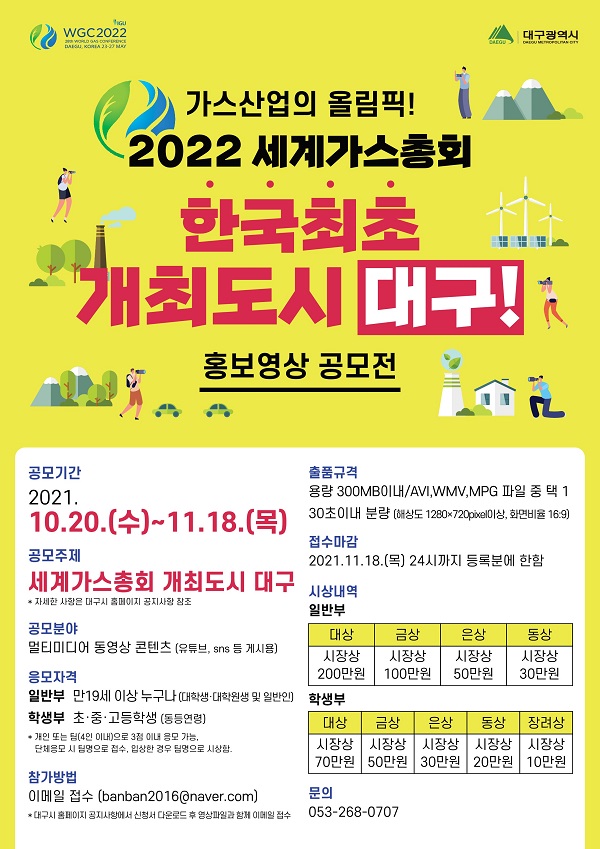 IGU
WGC2022
28th WORLD GAS CONFERENCE
DAEGU, KOREA 23-27 MAY
DAEGU
대구광역시
DAEGU METROPOLITAN CITY
가스산업의 올림픽!
2022 세계가스총회
한국최초
개최도시 대구!
홍보영상 공모전
공모기간
2021.
10.20.(수)~11.18.(목)
공모주제
세계가스총회 개최도시 대구
* 자세한 사항은 대구시 홈페이지 공지사항 참조
공모분야
멀티미디어 동영상 콘텐츠 (유튜브, sns 등 게시용)
응모자격
일반부 만19세 이상 누구나 (대학생·대학원생 및 일반인)
학생부 초·중·고등학생 (동등연령)
* 개인 또는 팀(4인 이내)으로 3점 이내 응모 가능,
단체응모 시 팀명으로 접수, 입상한 경우 팀명으로 시상함.
참가방법
이메일 접수 (banban2016@naver.com)
* 대구시 홈페이지 공지사항에서 신청서 다운로드 후 영상파일과 함께 이메일 접수
출품규격
용량 300MB이내/AVI,WMV,MPG 파일 중 택 1
30초이내 분량 (해상도 1280×720pixel이상, 화면비율 16:9)
접수마감
2021.11.18.(목) 24시까지 등록분에 한함
시상내역
일반부
대상 금상 은상 동상
시장상 시장상 시장상 시장상
200만원 100만원 50만원 30만원
학생부
대상 금상 은상 동상 장려상
시장상 시장상 시장상 시장상 시장상
70만원 50만원 30만원 20만원 10만원
문의
053-268-0707